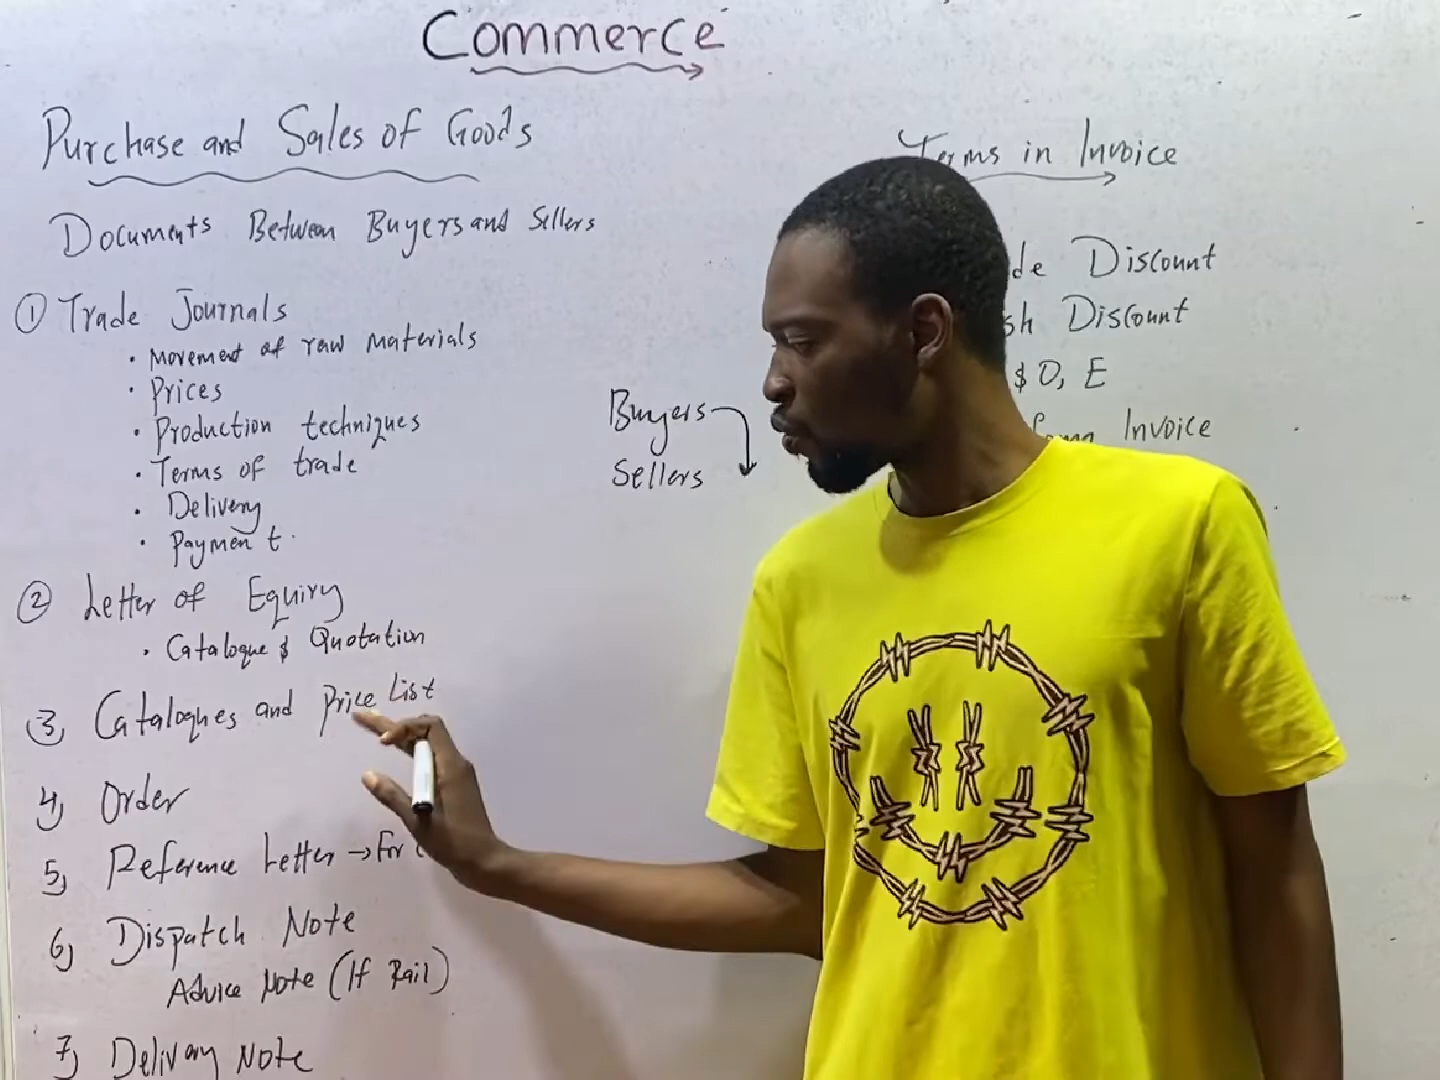 Commerce
Purchase and Sales of Goods
Documents Between Buyers and Sellers
① Trade Journals
· Movement of raw materials
· Prices
· Production techniques
· Terms of trade
· Delivery
· Payment.
② Letter of Equiry
· Catalogue & Quotation
③ Catalogues and Price List
4) Order
5) Reference Letter → For
6) Dispatch Note
Advice Note (If Rail)
7) Delivery Note
Buyers
Sellers
Terms in Invoice
de Discount
sh Discount
& O, E
Invoice